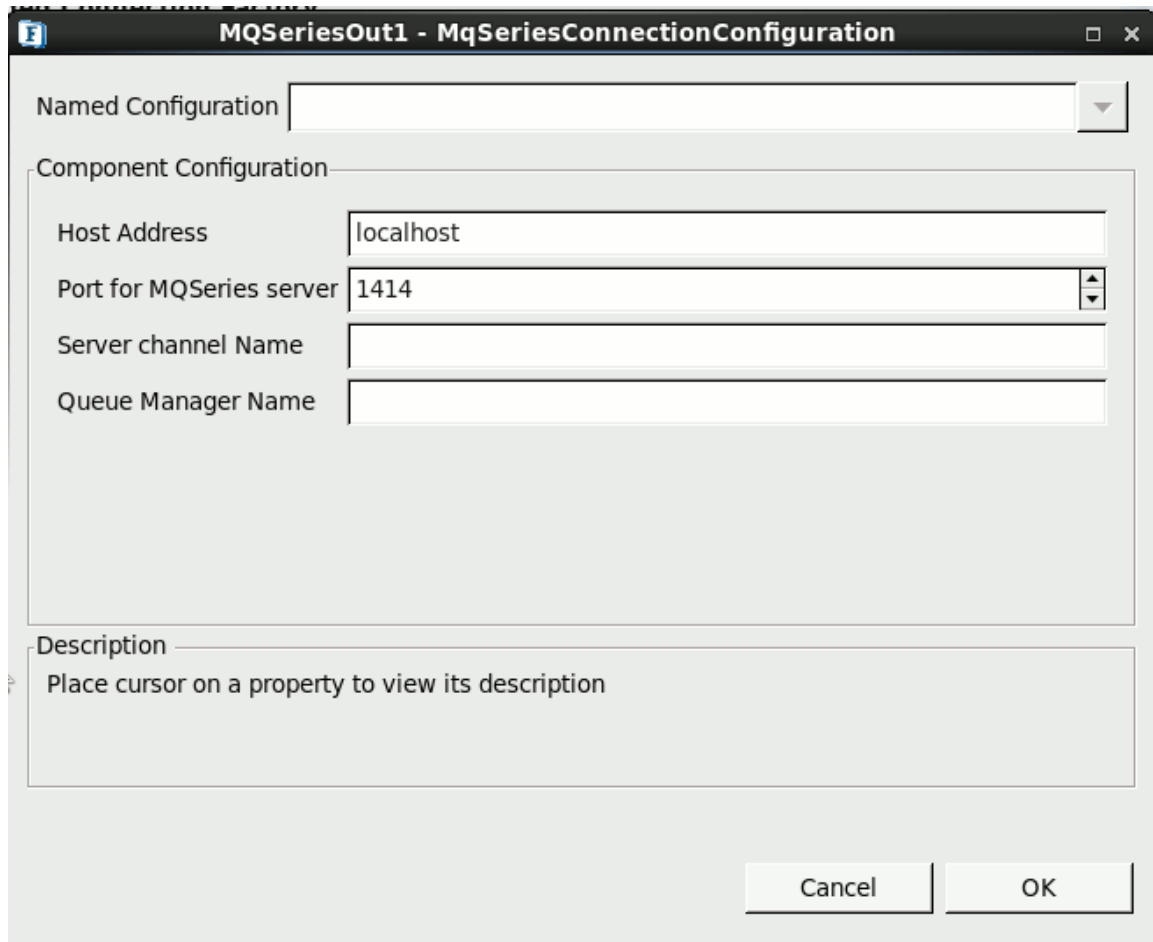 MQSeriesOut1 - MqSeriesConnectionConfiguration
Named Configuration
Component Configuration
Host Address localhost
Port for MQSeries server 1414
Server channel Name
Queue Manager Name
Description
Place cursor on a property to view its description
Cancel OK